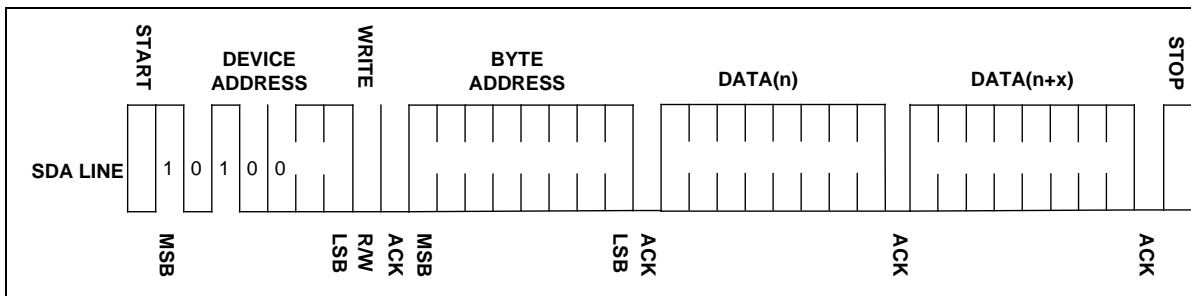 START
DEVICE
ADDRESS
WRITE
BYTE
ADDRESS
DATA(n)
DATA(n+x)
STOP
SDA LINE
1 0 1 0 0
MSB
LSB
R/W
ACK
MSB
LSB
ACK
ACK
ACK